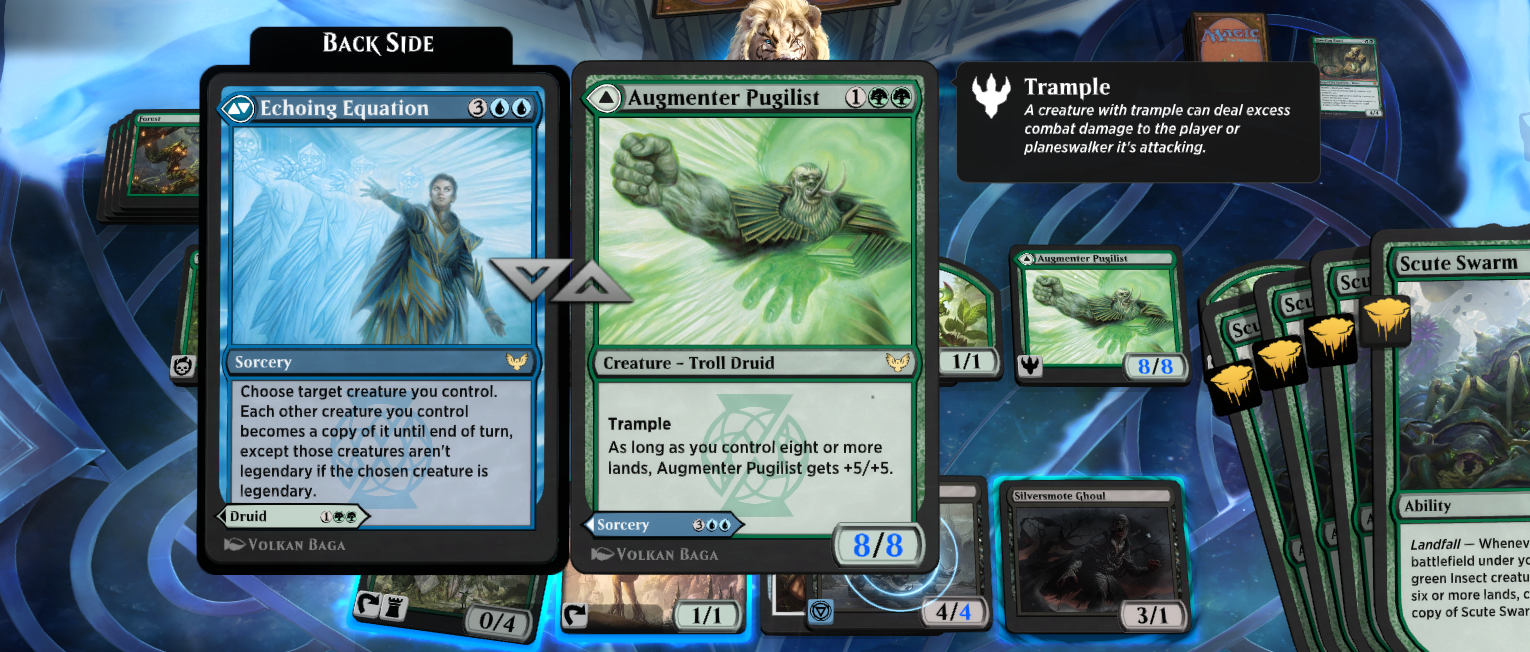 BACK SIDE
MAGIC
Echoing Equation 3
Augmenter Pugilist 1
Trample
A creature with trample can deal excess
combat damage to the player or
planeswalker it's attacking.
Forest
Augmenter Pugilist
8/8
1/1
Scu
Scu
Scu
Scute Swarm
Sorcery
Choose target creature you control.
Each other creature you control
becomes a copy of it until end of turn,
except those creatures aren't
legendary if the chosen creature is
legendary.
Druid 1
VOLKAN BAGA
Creature – Troll Druid
Trample
As long as you control eight or more
lands, Augmenter Pugilist gets +5/+5.
Sorcery 3
VOLKAN BAGA
8/8
Silversmote Ghoul
0/4
1/1
4/4
3/1
Ability
Landfall — Whenev
battlefield under yo
green Insect creatu
six or more lands, c
copy of Scute Swar